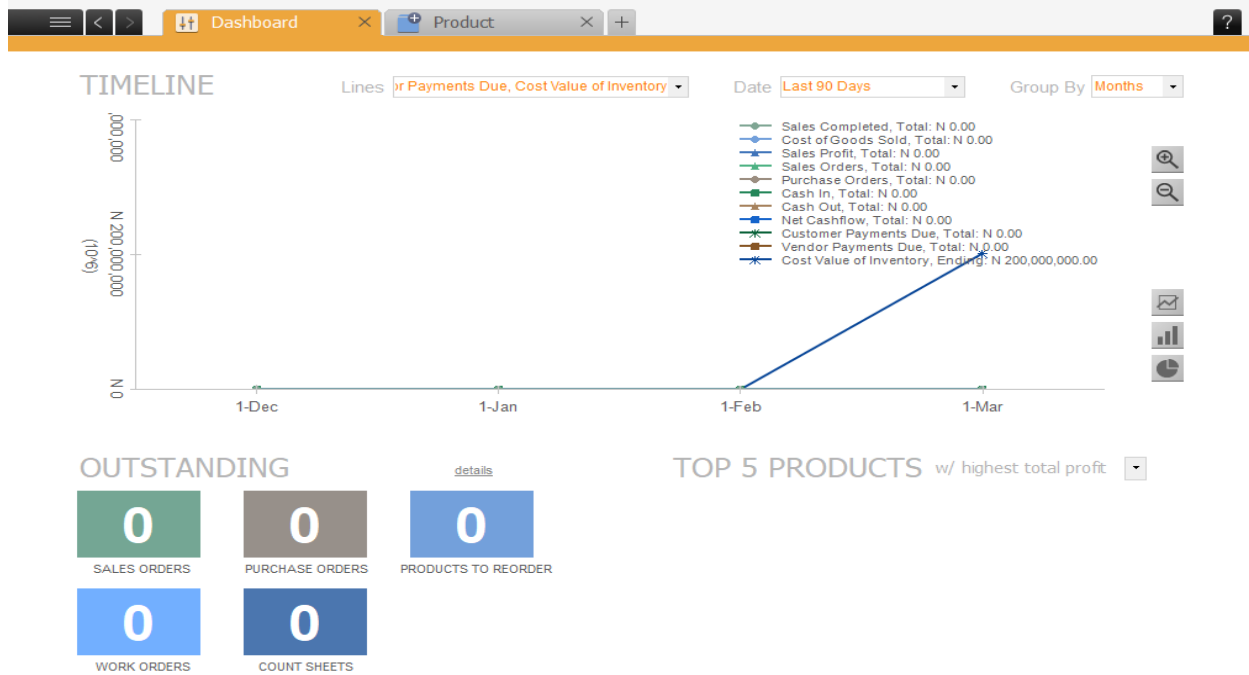 Dashboard
Product
?
TIMELINE
Lines
or Payments Due, Cost Value of Inventory
Date
Last 90 Days
Group By
Months
,000,000
N 200,000,000
(10^6)
N 0
Sales Completed, Total: N 0.00
Cost of Goods Sold, Total: N 0.00
Sales Profit, Total: N 0.00
Sales Orders, Total: N 0.00
Purchase Orders, Total: N 0.00
Cash In, Total: N 0.00
Cash Out, Total: N 0.00
Net Cashflow, Total: N 0.00
Customer Payments Due, Total: N 0.00
Vendor Payments Due, Total: N 0.00
Cost Value of Inventory, Ending: N 200,000,000.00
1-Dec
1-Jan
1-Feb
1-Mar
OUTSTANDING
details
TOP 5 PRODUCTS w/ highest total profit
0
SALES ORDERS
0
PURCHASE ORDERS
0
PRODUCTS TO REORDER
0
WORK ORDERS
0
COUNT SHEETS